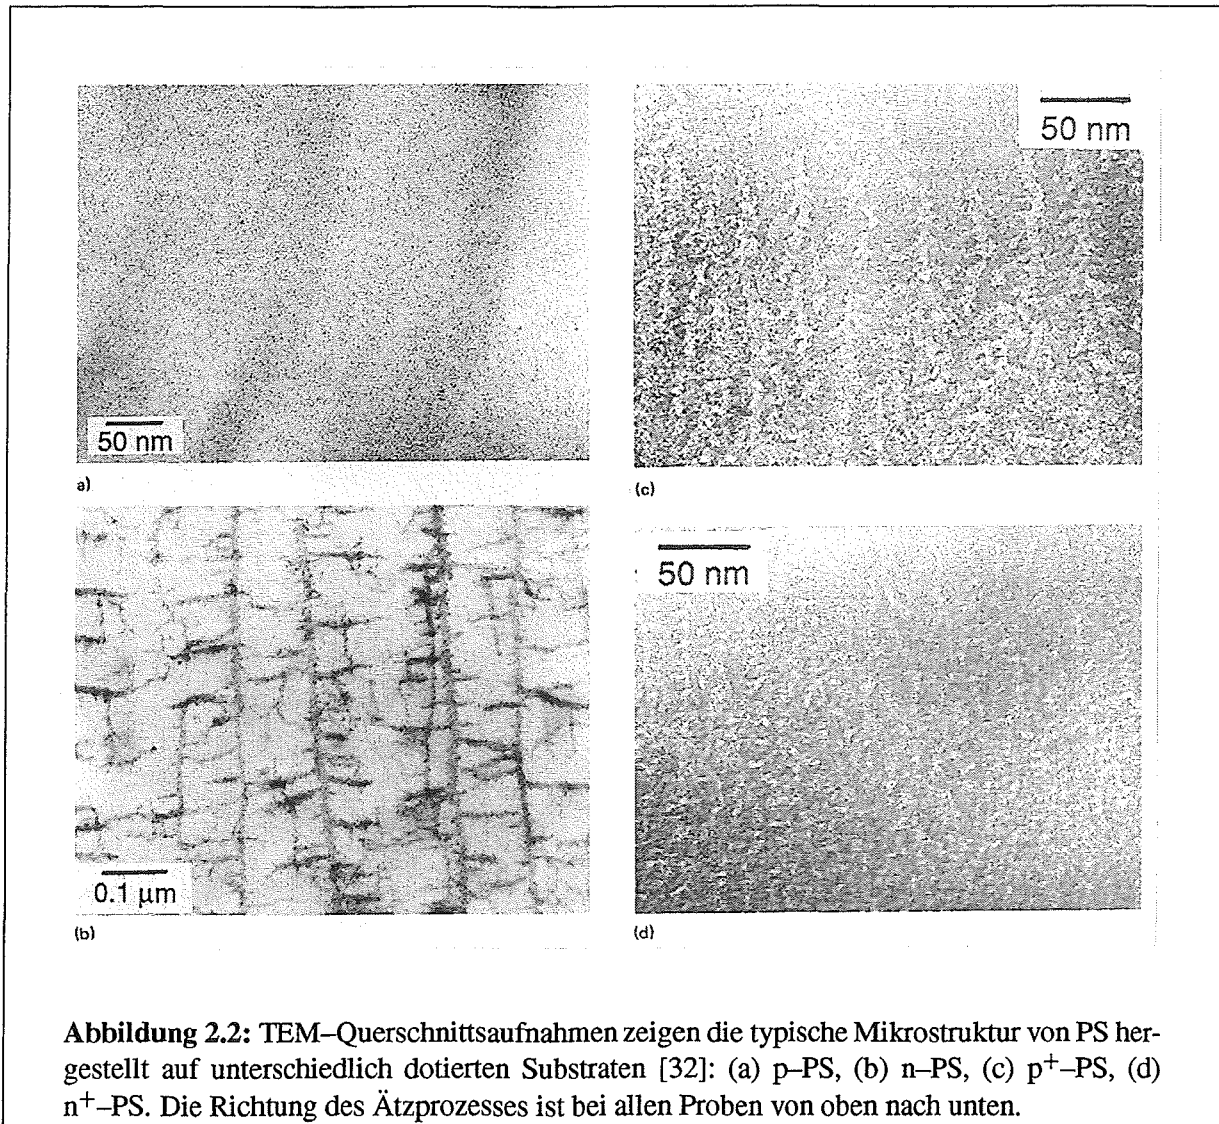 50 nm
a)
50 nm
(c)
0.1 µm
(b)
50 nm
(d)
Abbildung 2.2: TEM–Querschnittsaufnahmen zeigen die typische Mikrostruktur von PS her-
gestellt auf unterschiedlich dotierten Substraten [32]: (a) p–PS, (b) n–PS, (c) p+–PS, (d)
n+–PS. Die Richtung des Ätzprozesses ist bei allen Proben von oben nach unten.